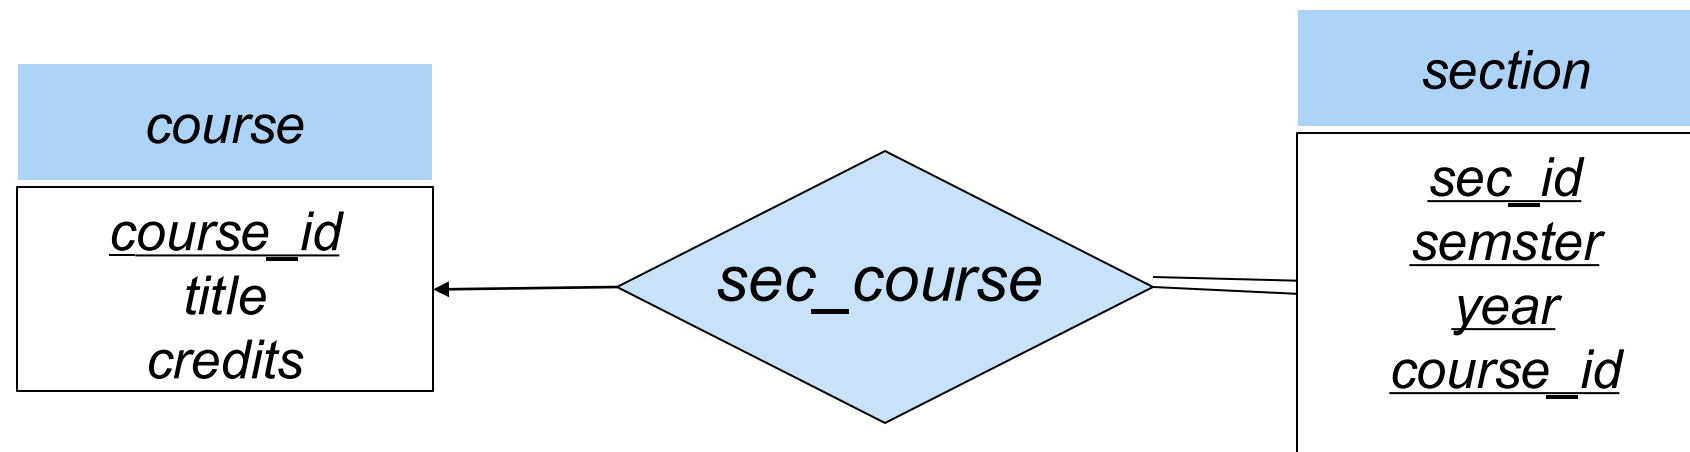 course
course_id
title
credits
sec_course
section
sec_id
semster
year
course_id